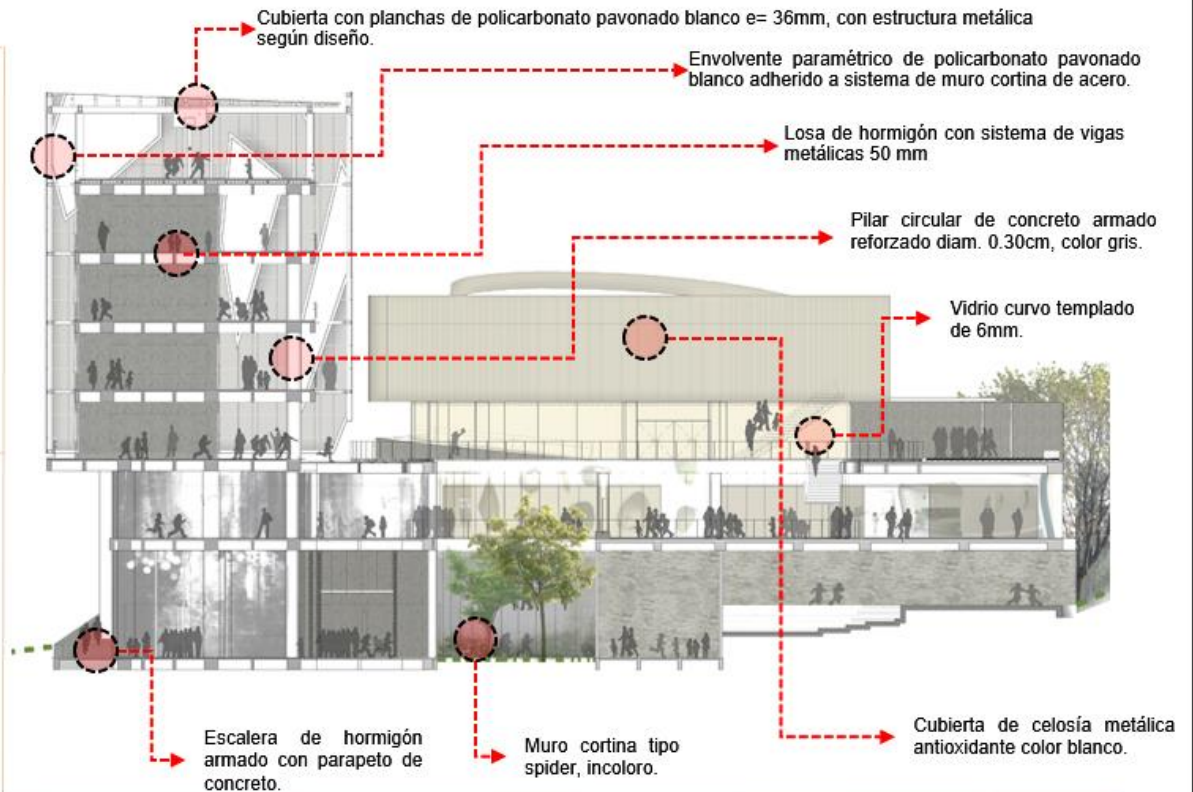 Cubierta con planchas de policarbonato pavonado blanco e= 36mm, con estructura metálica
según diseño.
Envolvente paramétrico de policarbonato pavonado
blanco adherido a sistema de muro cortina de acero.
Losa de hormigón con sistema de vigas
metálicas 50 mm
Pilar circular de concreto armado
reforzado diam. 0.30cm, color gris.
Vidrio curvo templado
de 6mm.
Escalera de hormigón
armado con parapeto de
concreto.
Muro cortina tipo
spider, incoloro.
Cubierta de celosía metálica
antioxidante color blanco.